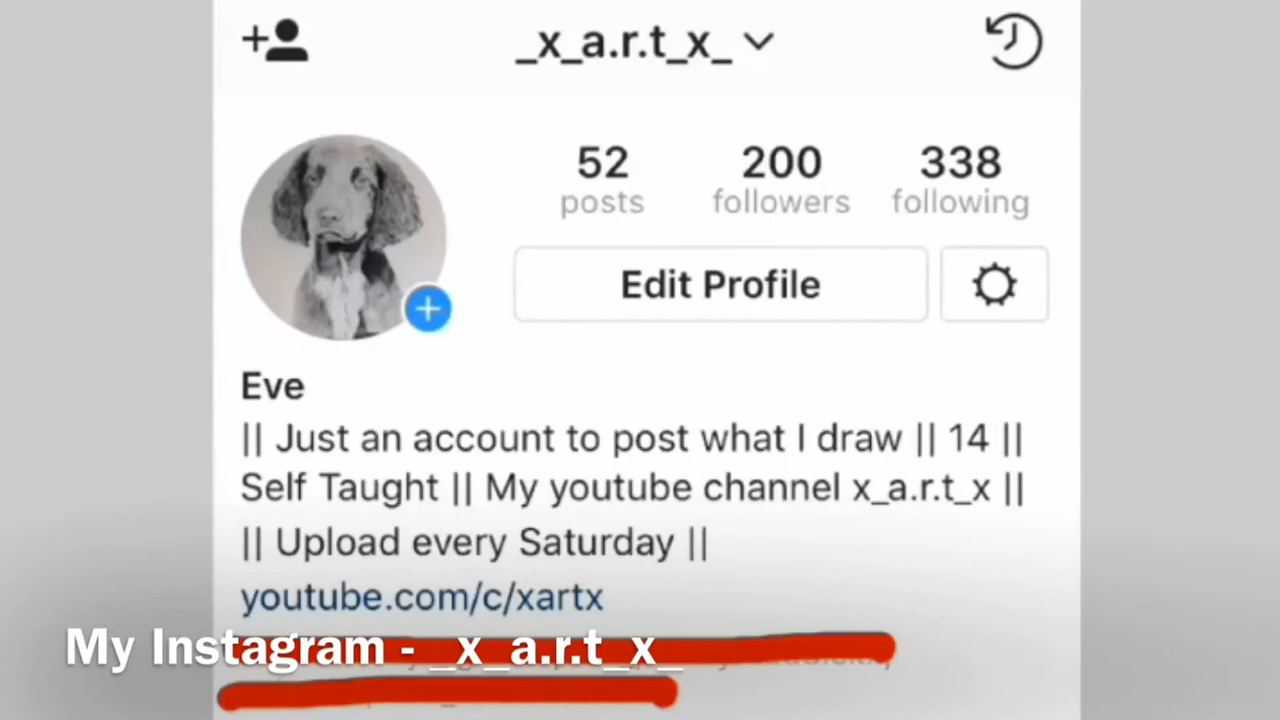 _x_a.r.t_x_
52 200 338
posts followers following
Edit Profile
Eve
|| Just an account to post what I draw || 14 ||
Self Taught || My youtube channel x_a.r.t_x ||
|| Upload every Saturday ||
youtube.com/c/xartx
My Instagram - _x_a.r.t_x_